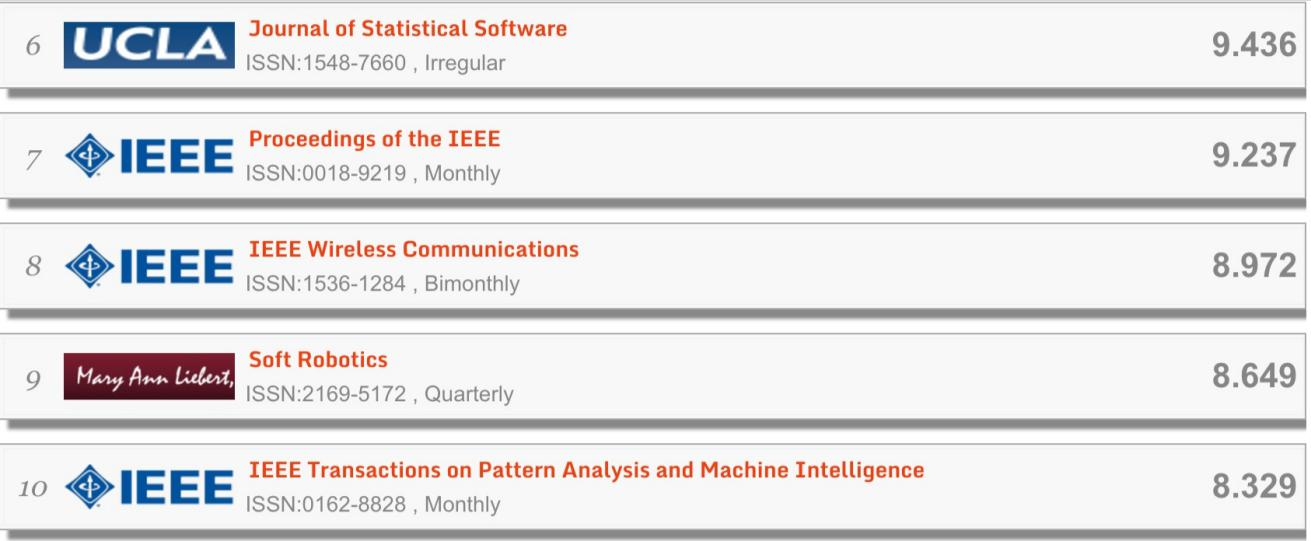 6
UCLA
Journal of Statistical Software
ISSN:1548-7660 , Irregular
9.436
7
IEEE
Proceedings of the IEEE
ISSN:0018-9219 , Monthly
9.237
8
IEEE
IEEE Wireless Communications
ISSN:1536-1284 , Bimonthly
8.972
9
Mary Ann Liebert,
Soft Robotics
ISSN:2169-5172 , Quarterly
8.649
10
IEEE
IEEE Transactions on Pattern Analysis and Machine Intelligence
ISSN:0162-8828 , Monthly
8.329